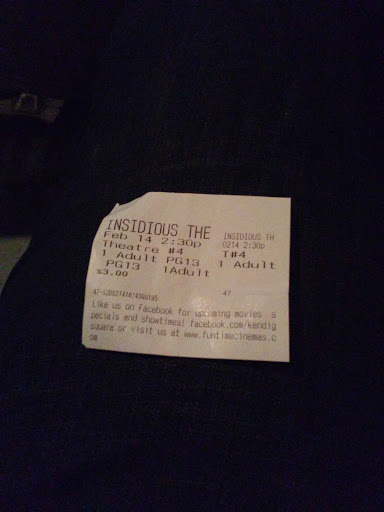 INSIDIOUS THE INSIDIOUS TH
Feb 14 2:30p 0214 2:30p
Theatre #4 T#4
1 Adult PG13 1 Adult
PG13 1Adult
$3.00
47
Like us on Facebook for upcoming movies s
pecials and showtimes! facebook.com/kendig
square or visit us at www.funtimecinemas.c
om